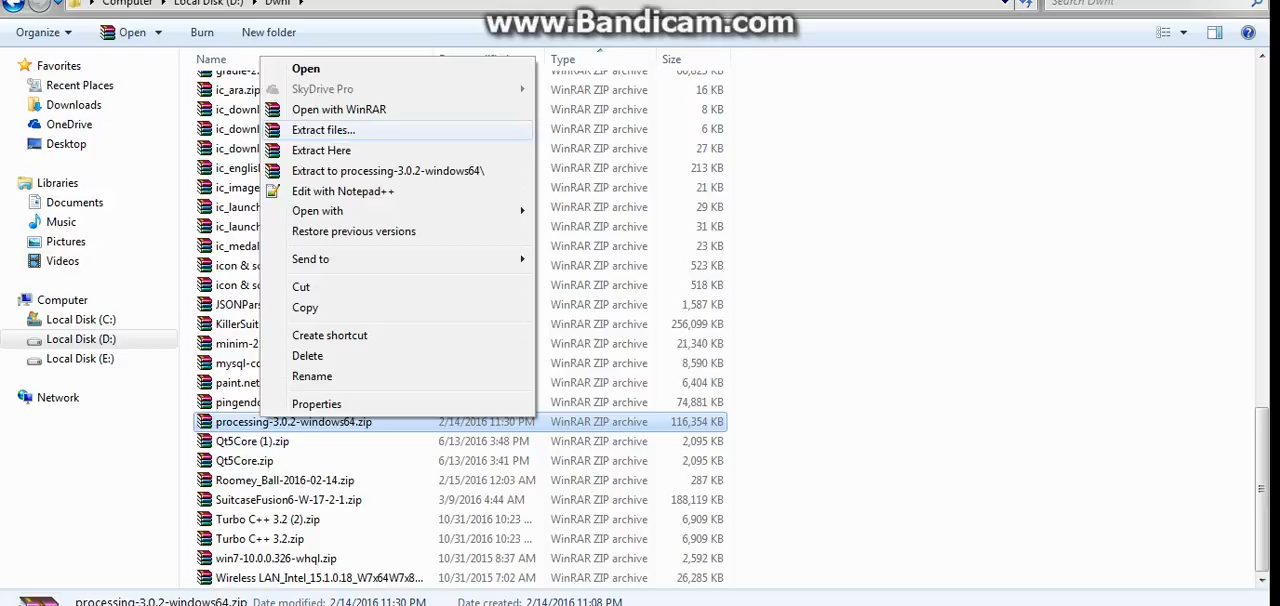 Computer Local Disk (D:) Dwnl Search Dwnl
www.Bandicam.com
Organize Open Burn New folder
Name Type Size
Favorites
Recent Places
Downloads
OneDrive
Desktop
Libraries
Documents
Music
Pictures
Videos
Computer
Local Disk (C:)
Local Disk (D:)
Local Disk (E:)
Network
Open
SkyDrive Pro
Open with WinRAR
Extract files...
Extract Here
Extract to processing-3.0.2-windows64\
Edit with Notepad++
Open with
Restore previous versions
Send to
Cut
Copy
Create shortcut
Delete
Rename
Properties
WinRAR ZIP archive
ic_ara.zip WinRAR ZIP archive 16 KB
ic_downl WinRAR ZIP archive 8 KB
ic_downl WinRAR ZIP archive 6 KB
ic_downl WinRAR ZIP archive 27 KB
ic_english WinRAR ZIP archive 213 KB
ic_image WinRAR ZIP archive 21 KB
ic_launch WinRAR ZIP archive 29 KB
ic_launch WinRAR ZIP archive 31 KB
ic_medal WinRAR ZIP archive 23 KB
icon & sc WinRAR ZIP archive 523 KB
icon & sc WinRAR ZIP archive 518 KB
JSONPars WinRAR ZIP archive 1,587 KB
KillerSuit WinRAR ZIP archive 256,099 KB
minim-2 WinRAR ZIP archive 21,340 KB
mysql-co WinRAR ZIP archive 8,590 KB
paint.net WinRAR ZIP archive 6,404 KB
pingendo WinRAR ZIP archive 74,881 KB
processing-3.0.2-windows64.zip 2/14/2016 11:30 PM WinRAR ZIP archive 116,354 KB
Qt5Core (1).zip 6/13/2016 3:48 PM WinRAR ZIP archive 2,095 KB
Qt5Core.zip 6/13/2016 3:41 PM WinRAR ZIP archive 2,095 KB
Roomey_Ball-2016-02-14.zip 2/15/2016 12:03 AM WinRAR ZIP archive 287 KB
SuitcaseFusion6-W-17-2-1.zip 3/9/2016 4:44 AM WinRAR ZIP archive 188,119 KB
Turbo C++ 3.2 (2).zip 10/31/2016 10:23 ... WinRAR ZIP archive 6,909 KB
Turbo C++ 3.2.zip 10/31/2016 10:23 ... WinRAR ZIP archive 6,909 KB
win7-10.0.0.326-whql.zip 10/31/2015 8:37 AM WinRAR ZIP archive 2,592 KB
Wireless LAN_Intel_15.1.0.18_W7x64W7x8... 10/31/2015 7:02 AM WinRAR ZIP archive 26,285 KB
processing-3.0.2-windows64.zip Date modified: 2/14/2016 11:30 PM Date created: 2/14/2016 11:08 PM